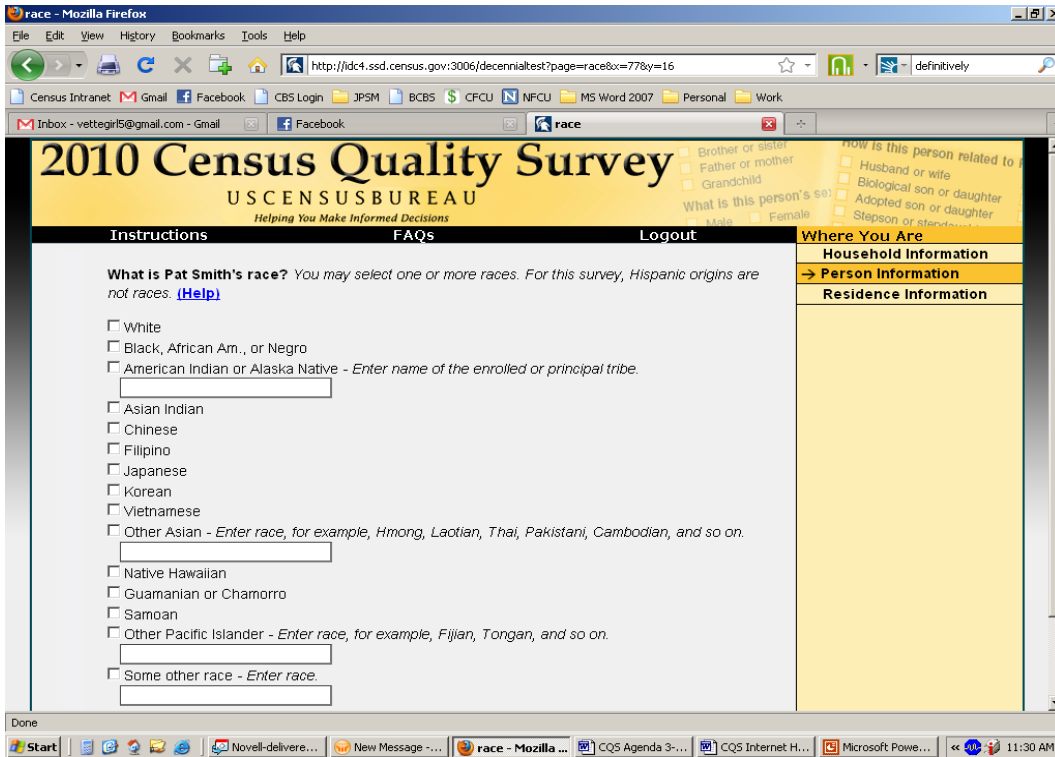 race - Mozilla Firefox
File Edit View History Bookmarks Tools Help
http://idc4.ssd.census.gov:3006/decennialtest?page=race&x=77&y=16
definitively
Census Intranet Gmail Facebook CBS Login JPSM BCBS CFCU NFCU MS Word 2007 Personal Work
Inbox - vettegirl5@gmail.com - Gmail Facebook race
2010 Census Quality Survey
USCENSUSBUREAU
Helping You Make Informed Decisions
Brother or sister
Father or mother
Grandchild
What is this person's sex
Male Female
How is this person related to
Husband or wife
Biological son or daughter
Adopted son or daughter
Stepson or
Instructions FAQs Logout
Where You Are
Household Information
→ Person Information
Residence Information
What is Pat Smith's race? You may select one or more races. For this survey, Hispanic origins are
not races. (Help)
White
Black, African Am., or Negro
American Indian or Alaska Native - Enter name of the enrolled or principal tribe.
Asian Indian
Chinese
Filipino
Japanese
Korean
Vietnamese
Other Asian - Enter race, for example, Hmong, Laotian, Thai, Pakistani, Cambodian, and so on.
Native Hawaiian
Guamanian or Chamorro
Samoan
Other Pacific Islander - Enter race, for example, Fijian, Tongan, and so on.
Some other race - Enter race.
Done
Start Novell-delivere... New Message -... race - Mozilla ... CQS Agenda 3-... CQS Internet H... Microsoft Powe... « 11:30 AM